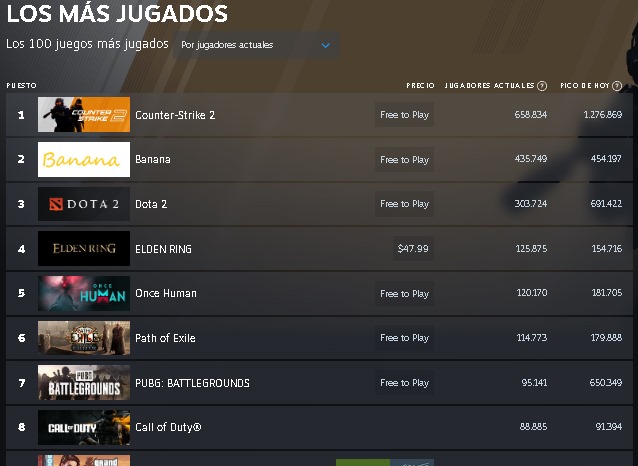 LOS MÁS JUGADOS
Los 100 juegos más jugados Por jugadores actuales
PUESTO PRECIO JUGADORES ACTUALES ? PICO DE HOY ?
1 COUNTER STRIKE 2 Counter-Strike 2 Free to Play 658.834 1.276.869
2 Banana Banana Free to Play 435.749 454.197
3 DOTA 2 Dota 2 Free to Play 303.724 691.422
4 ELDEN RING ELDEN RING $47.99 125.875 154.716
5 ONCE HUMAN Once Human Free to Play 120.170 181.705
6 EXILE Path of Exile Free to Play 114.773 179.888
7 PUBG BATTLEGROUNDS PUBG: BATTLEGROUNDS Free to Play 95.141 650.349
8 CALL OF DUTY Call of Duty® 88.885 91.394
grand